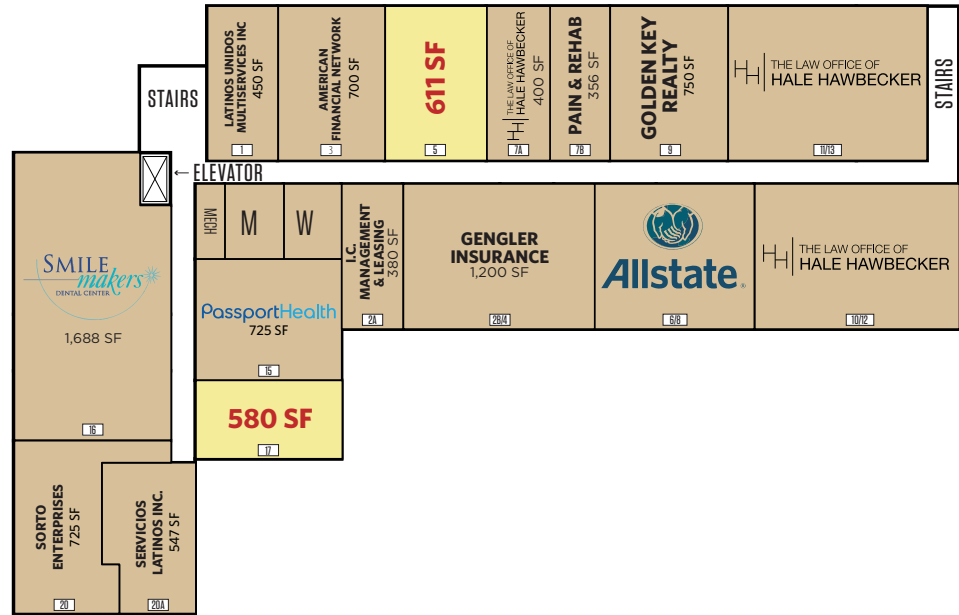 LATINOS UNIDOS
MULTISERVICES INC
450 SF
1
AMERICAN
FINANCIAL NETWORK
700 SF
3
611 SF
5
THE LAW OFFICE OF
HALE HAWBECKER
400 SF
7A
PAIN & REHAB
356 SF
7B
GOLDEN KEY
REALTY
750 SF
9
THE LAW OFFICE OF
HALE HAWBECKER
11/13
STAIRS
STAIRS
← ELEVATOR
SMILE
makers
DENTAL CENTER
1,688 SF
16
MECH
M
W
I.C.
MANAGEMENT
& LEASING
380 SF
2A
GENGLER
INSURANCE
1,200 SF
2B/4
Allstate®
6/8
THE LAW OFFICE OF
HALE HAWBECKER
10/12
PassportHealth
725 SF
15
580 SF
17
SORTO
ENTERPRISES
725 SF
20
SERVICIOS
LATINOS INC.
547 SF
20A